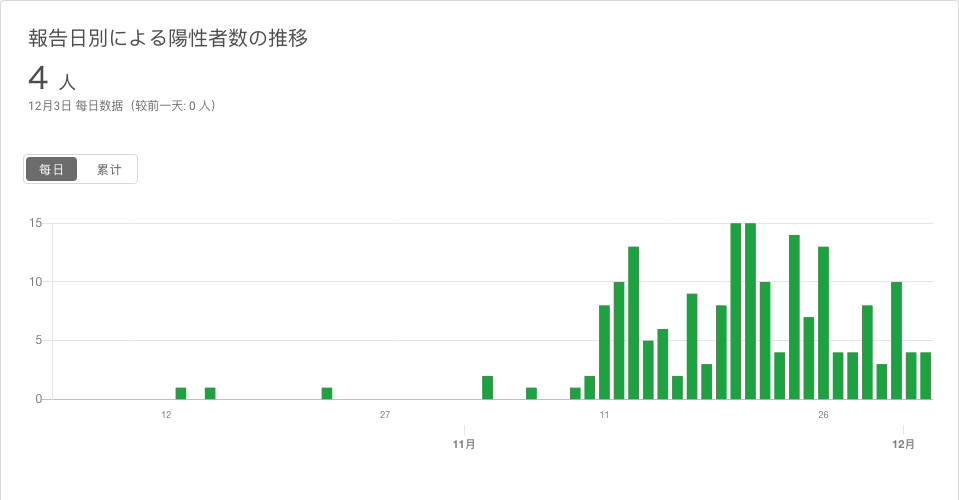 報告日別による陽性者数の推移
4 人
12月3日 每日数据（较前一天: 0 人）
每日 累计
15
10
5
0
12 27 11 26
11月 12月